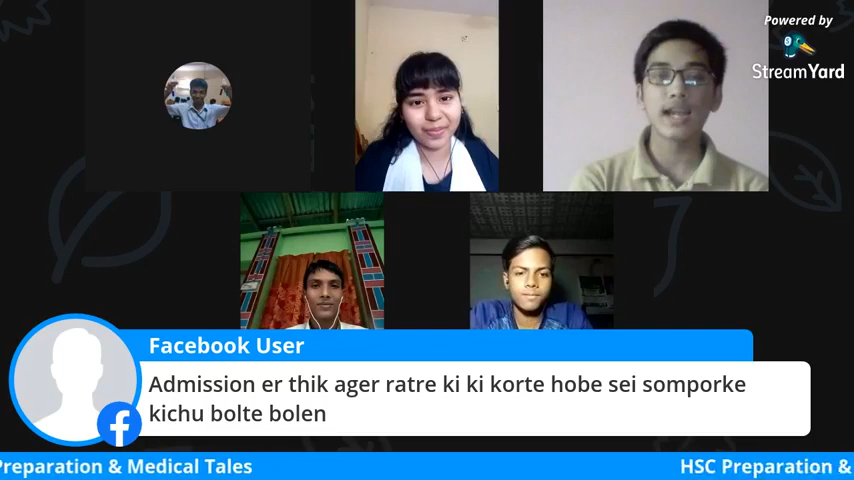 Powered by
StreamYard
Facebook User
Admission er thik ager ratre ki ki korte hobe sei somporke
kichu bolte bolen
Preparation & Medical Tales
HSC Preparation &